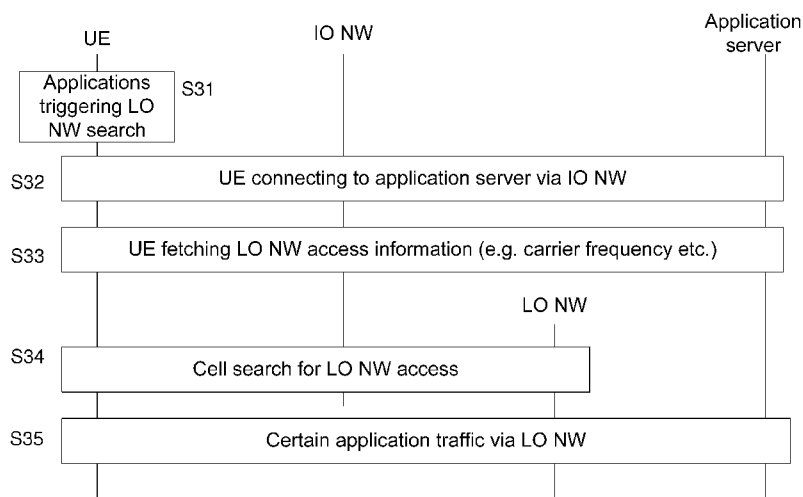 UE
IO NW
Application
server
Applications
triggering LO
NW search
S31
S32
UE connecting to application server via IO NW
S33
UE fetching LO NW access information (e.g. carrier frequency etc.)
LO NW
S34
Cell search for LO NW access
S35
Certain application traffic via LO NW